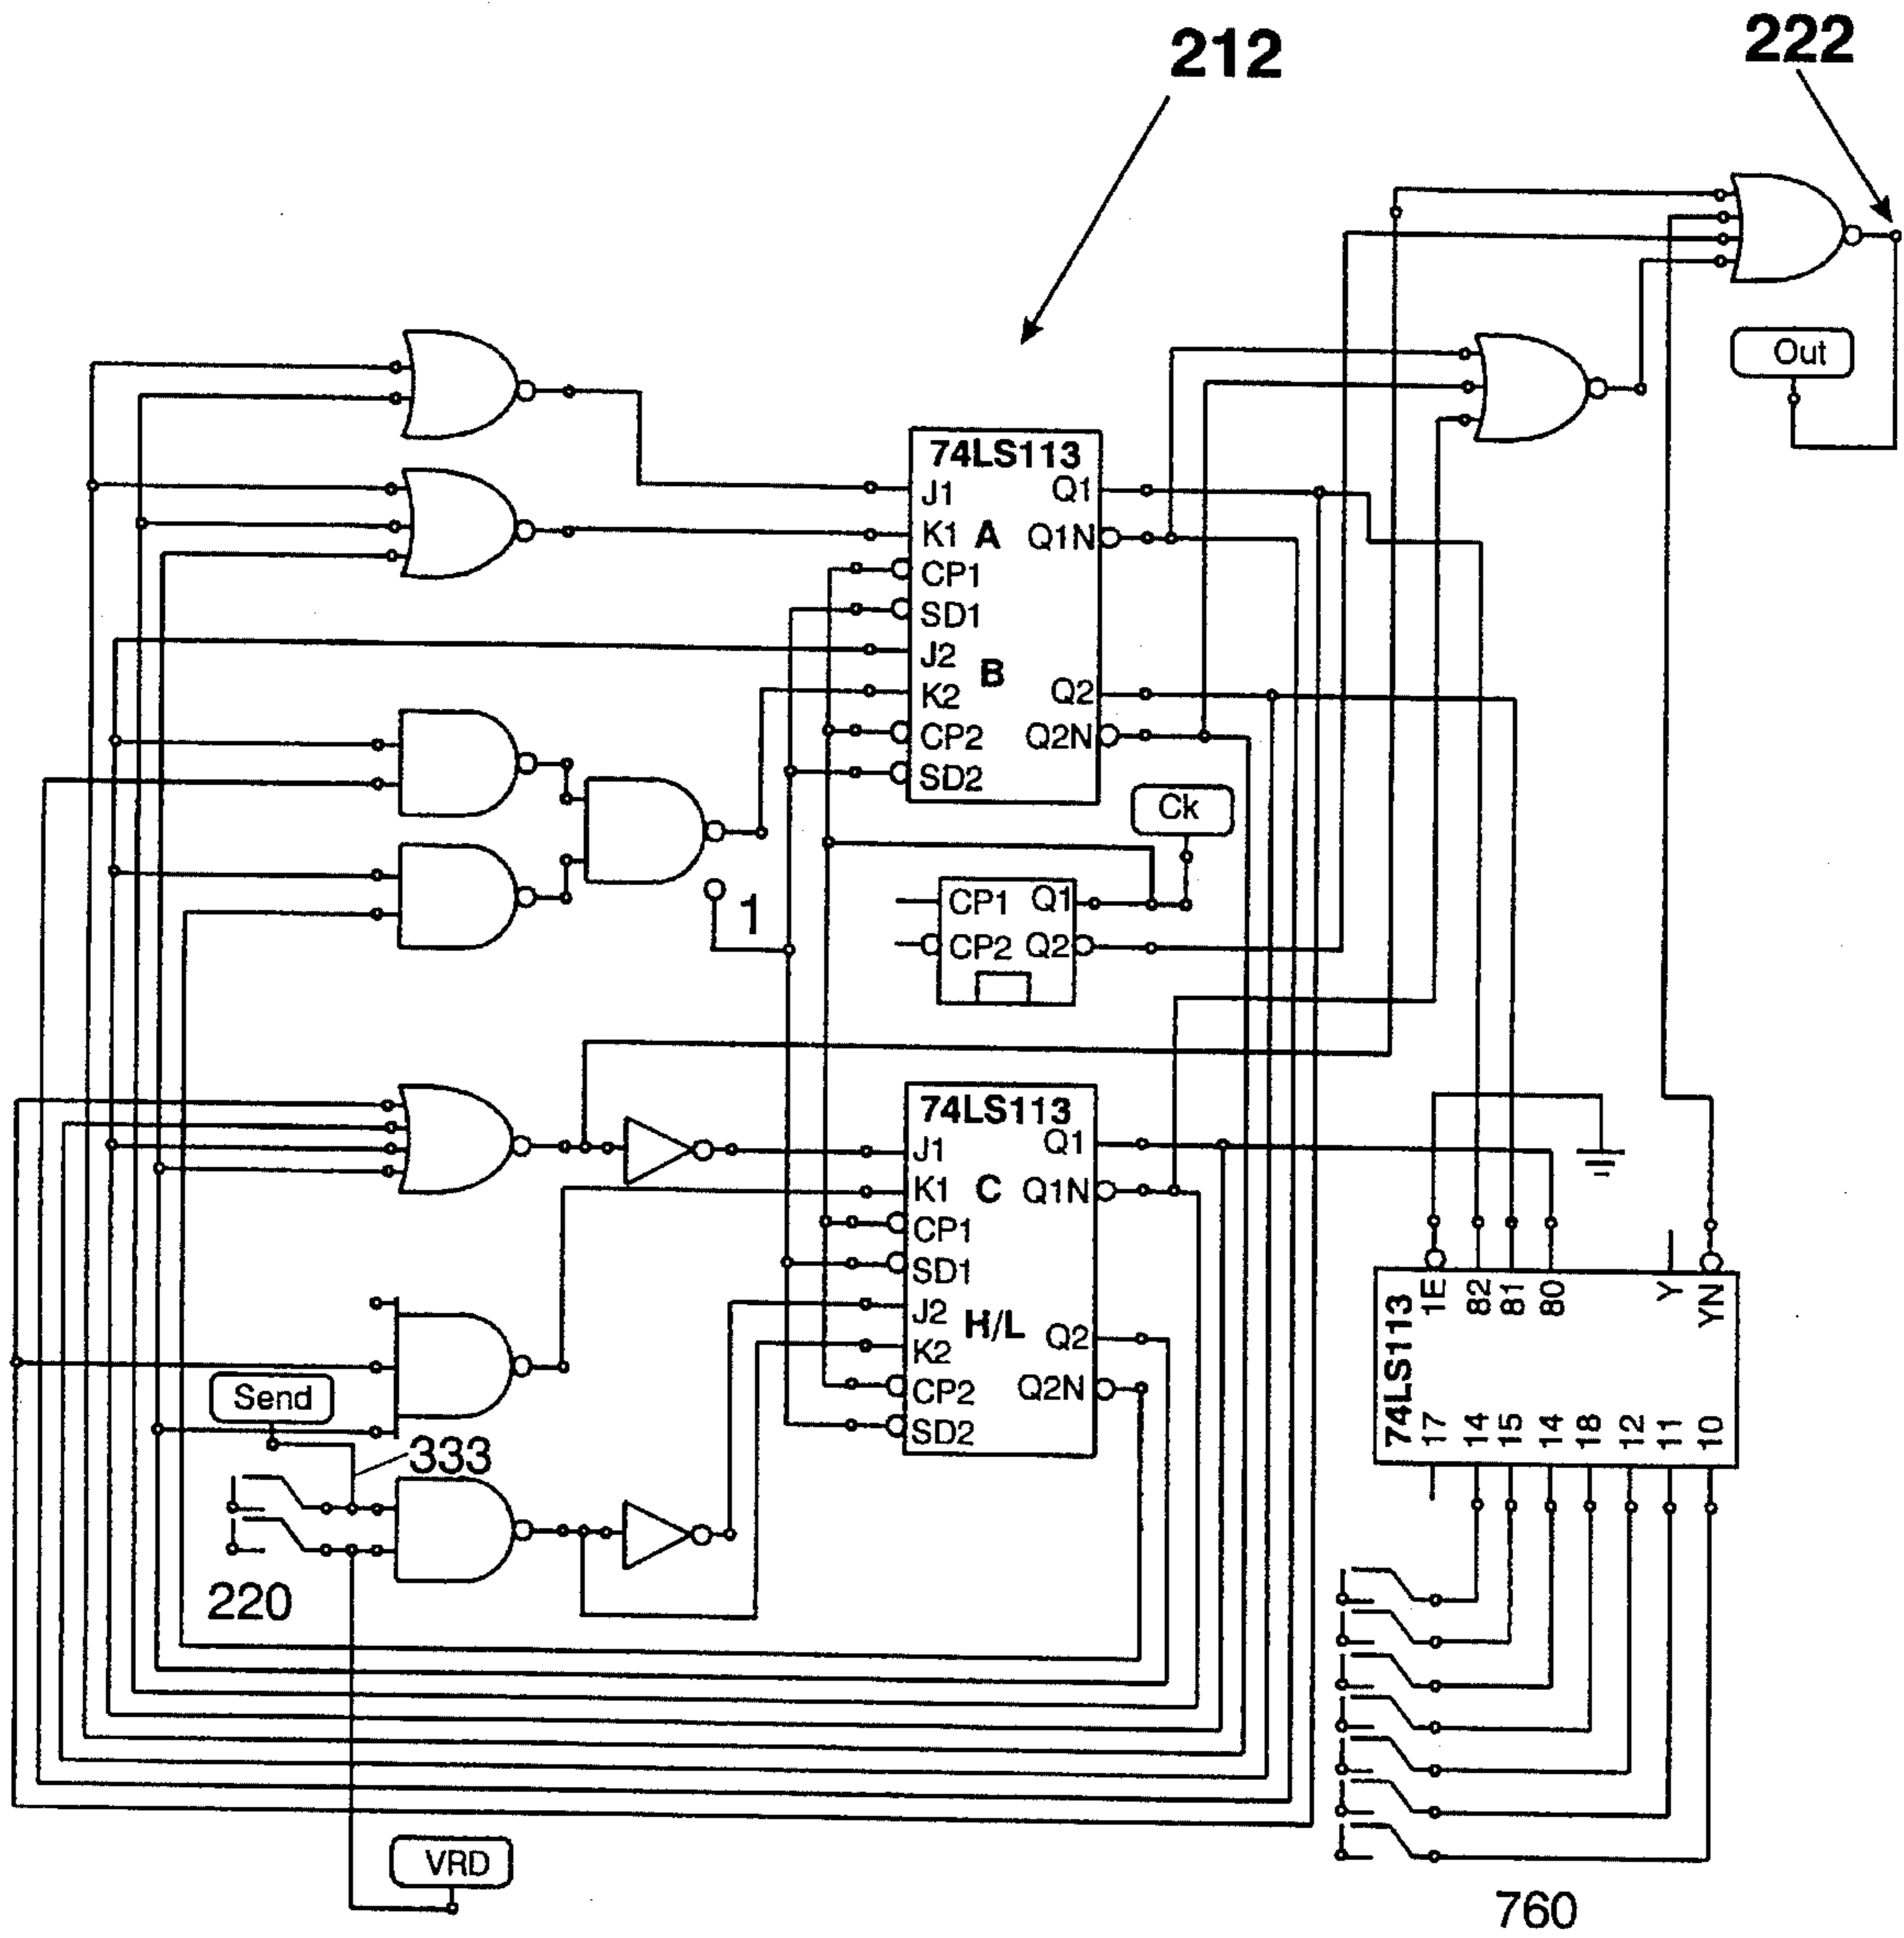 212
222
Out
74LS113
J1 Q1
K1 A Q1N
CP1
SD1
J2
B
K2 Q2
CP2 Q2N
SD2
Ck
1
CP1 Q1
CP2 Q2
74LS113
J1 Q1
K1 C Q1N
CP1
SD1
J2
H/L
K2 Q2
CP2 Q2N
SD2
Send
333
220
VRD
74LS113
1E 82 81 80 Y YN
17 14 15 14 18 12 11 10
760